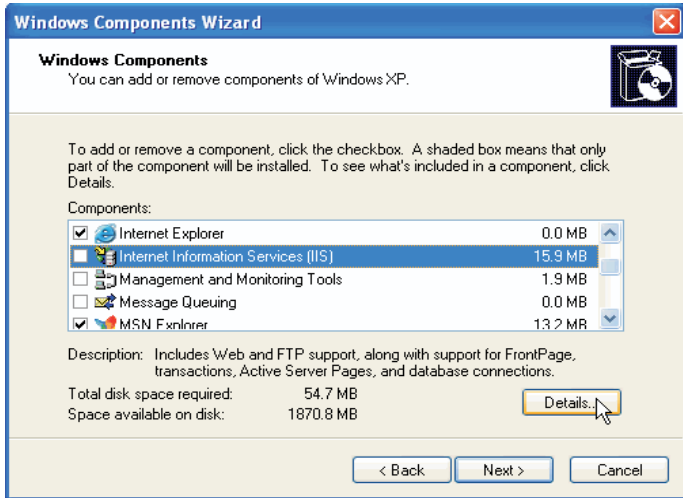 Windows Components Wizard
Windows Components
You can add or remove components of Windows XP.
To add or remove a component, click the checkbox. A shaded box means that only
part of the component will be installed. To see what's included in a component, click
Details.
Components:
Internet Explorer 0.0 MB
Internet Information Services (IIS) 15.9 MB
Management and Monitoring Tools 1.9 MB
Message Queuing 0.0 MB
MSN Explorer 13.2 MB
Description: Includes Web and FTP support, along with support for FrontPage,
transactions, Active Server Pages, and database connections.
Total disk space required: 54.7 MB
Space available on disk: 1870.8 MB
Details...
< Back Next > Cancel